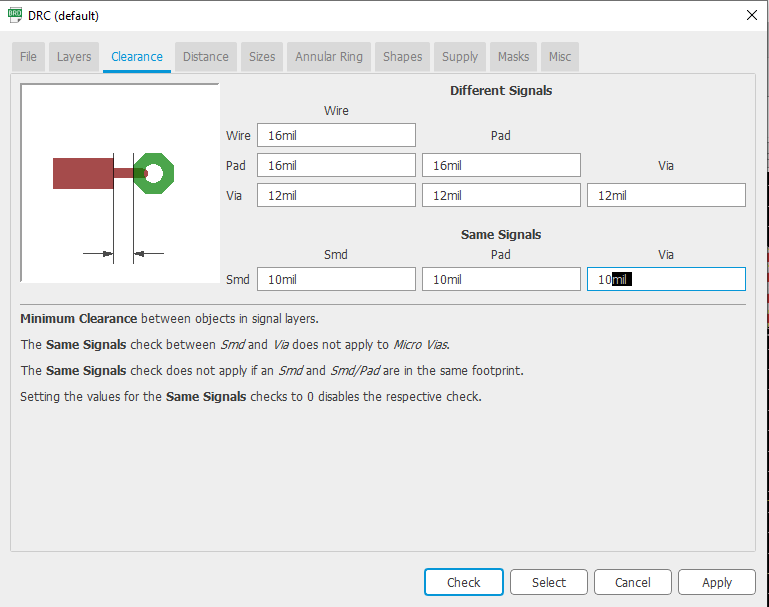 BRD DRC (default)
File Layers Clearance Distance Sizes Annular Ring Shapes Supply Masks Misc
Different Signals
Wire
Wire 16mil Pad
Pad 16mil 16mil Via
Via 12mil 12mil 12mil
Same Signals
Smd Pad Via
Smd 10mil 10mil 10mil
Minimum Clearance between objects in signal layers.
The Same Signals check between Smd and Via does not apply to Micro Vias.
The Same Signals check does not apply if an Smd and Smd/Pad are in the same footprint.
Setting the values for the Same Signals checks to 0 disables the respective check.
Check Select Cancel Apply